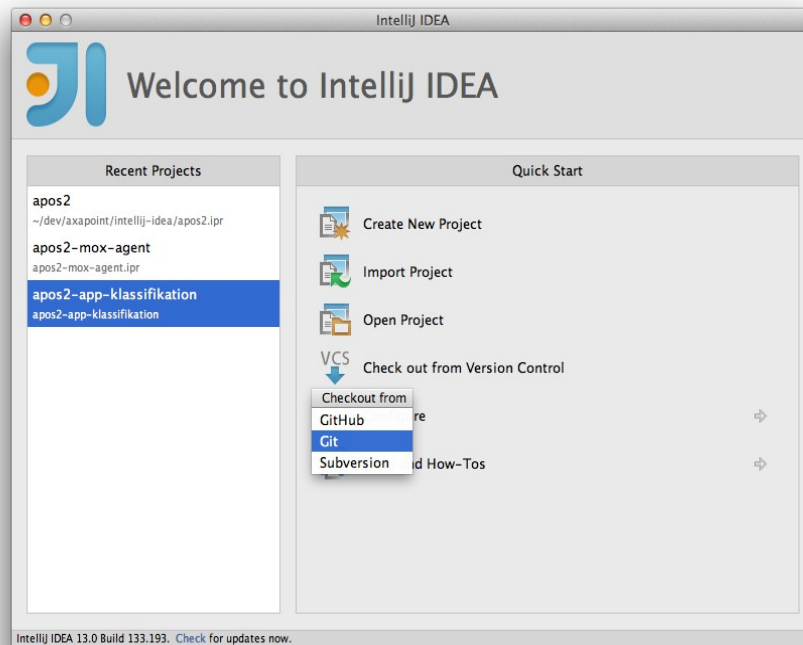 IntelliJ IDEA
Welcome to IntelliJ IDEA
Recent Projects
apos2
~/dev/axapoint/intellij-idea/apos2.ipr
apos2-mox-agent
apos2-mox-agent.ipr
apos2-app-klassifikation
apos2-app-klassifikation
Quick Start
Create New Project
Import Project
Open Project
VCS
Check out from Version Control
Checkout from
GitHub
re
Git
Subversion
nd How-Tos
IntelliJ IDEA 13.0 Build 133.193. Check for updates now.